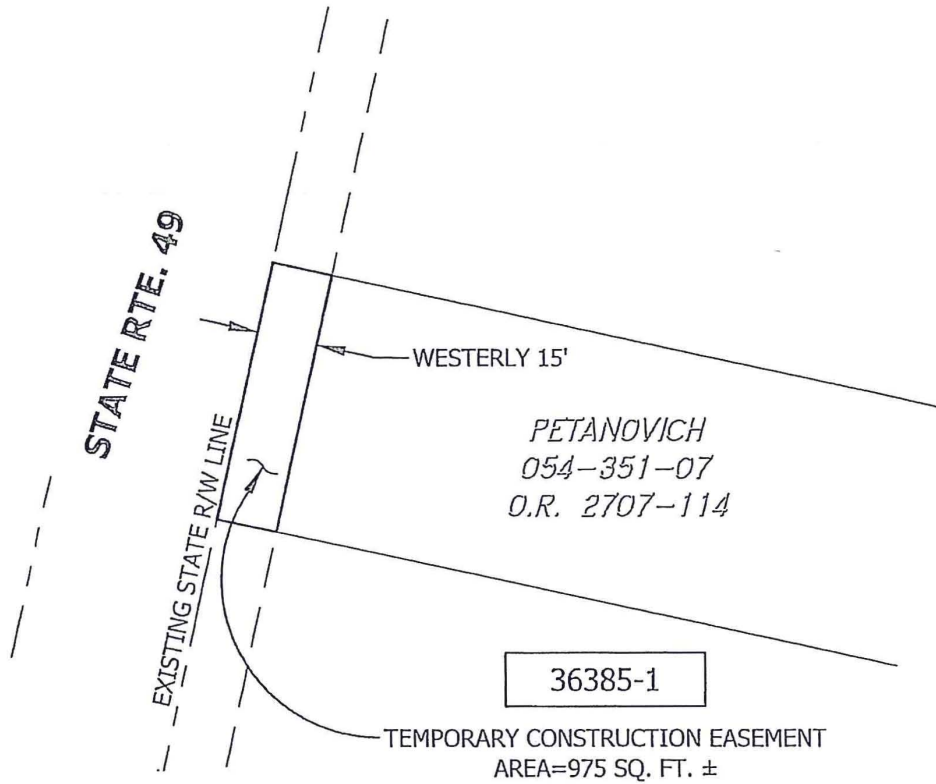 STATE RTE. 49
WESTERLY 15'
EXISTING STATE R/W LINE
PETANOVICH
054-351-07
O.R. 2707-114
36385-1
TEMPORARY CONSTRUCTION EASEMENT
AREA=975 SQ. FT. ±